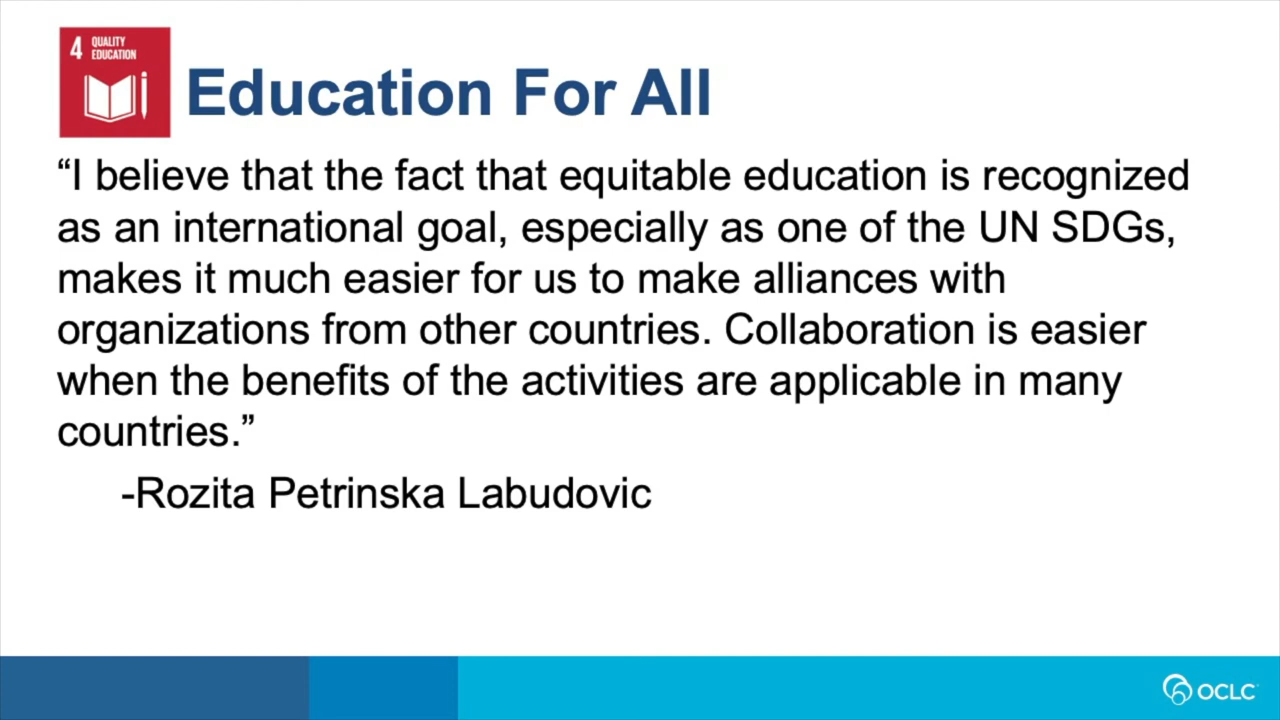 4 QUALITY
EDUCATION
Education For All
“I believe that the fact that equitable education is recognized
as an international goal, especially as one of the UN SDGs,
makes it much easier for us to make alliances with
organizations from other countries. Collaboration is easier
when the benefits of the activities are applicable in many
countries.”
-Rozita Petrinska Labudovic
OCLC